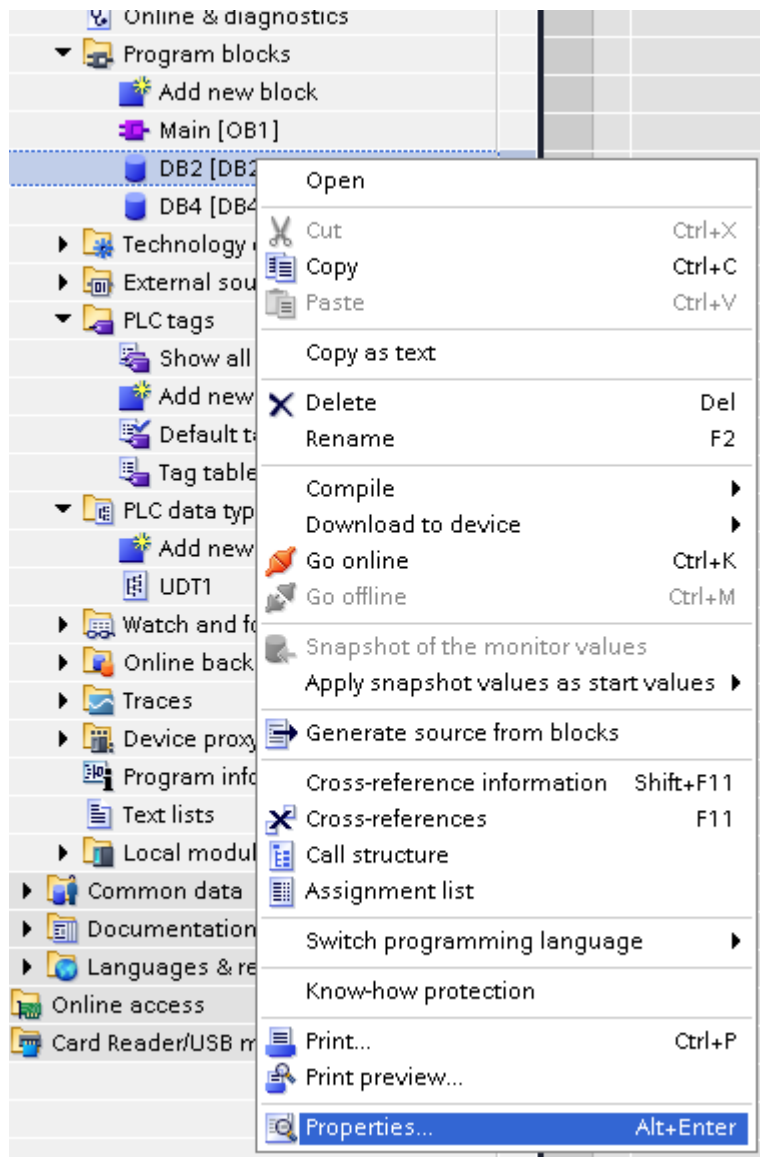 Online & diagnostics
Program blocks
Add new block
Main [OB1]
DB2 [DB2
DB4 [DB4
Technology
External sou
PLC tags
Show all
Add new
Default t
Tag table
PLC data typ
Add new
UDT1
Watch and fo
Online back
Traces
Device proxy
Program info
Text lists
Local modul
Common data
Documentation
Languages & re
Online access
Card Reader/USB m
Open
Cut Ctrl+X
Copy Ctrl+C
Paste Ctrl+V
Copy as text
Delete Del
Rename F2
Compile
Download to device
Go online Ctrl+K
Go offline Ctrl+M
Snapshot of the monitor values
Apply snapshot values as start values
Generate source from blocks
Cross-reference information Shift+F11
Cross-references F11
Call structure
Assignment list
Switch programming language
Know-how protection
Print... Ctrl+P
Print preview...
Properties... Alt+Enter